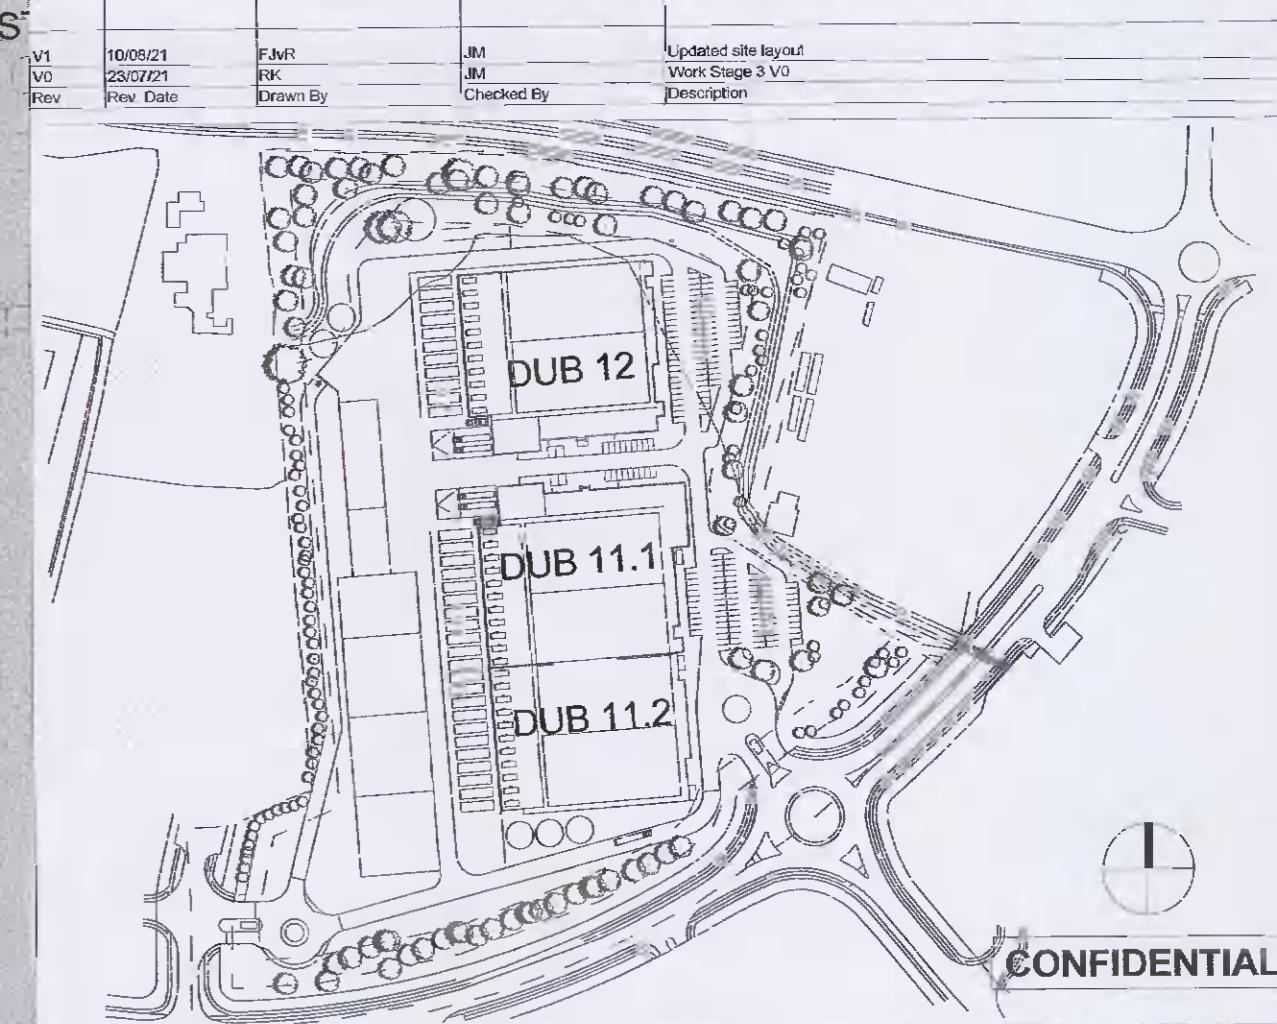 V1 10/08/21 FJvR JM Updated site layout
V0 23/07/21 RK JM Work Stage 3 V0
Rev Rev. Date Drawn By Checked By Description
DUB 12
DUB 11.1
DUB 11.2
CONFIDENTIAL